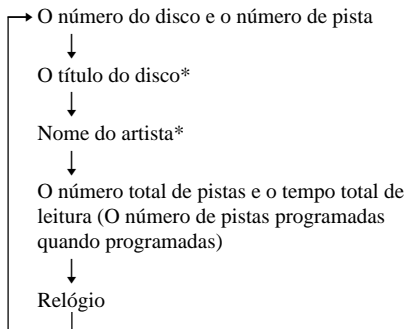 O número do disco e o número de pista
O título do disco*
Nome do artista*
O número total de pistas e o tempo total de
leitura (O número de pistas programadas
quando programadas)
Relógio